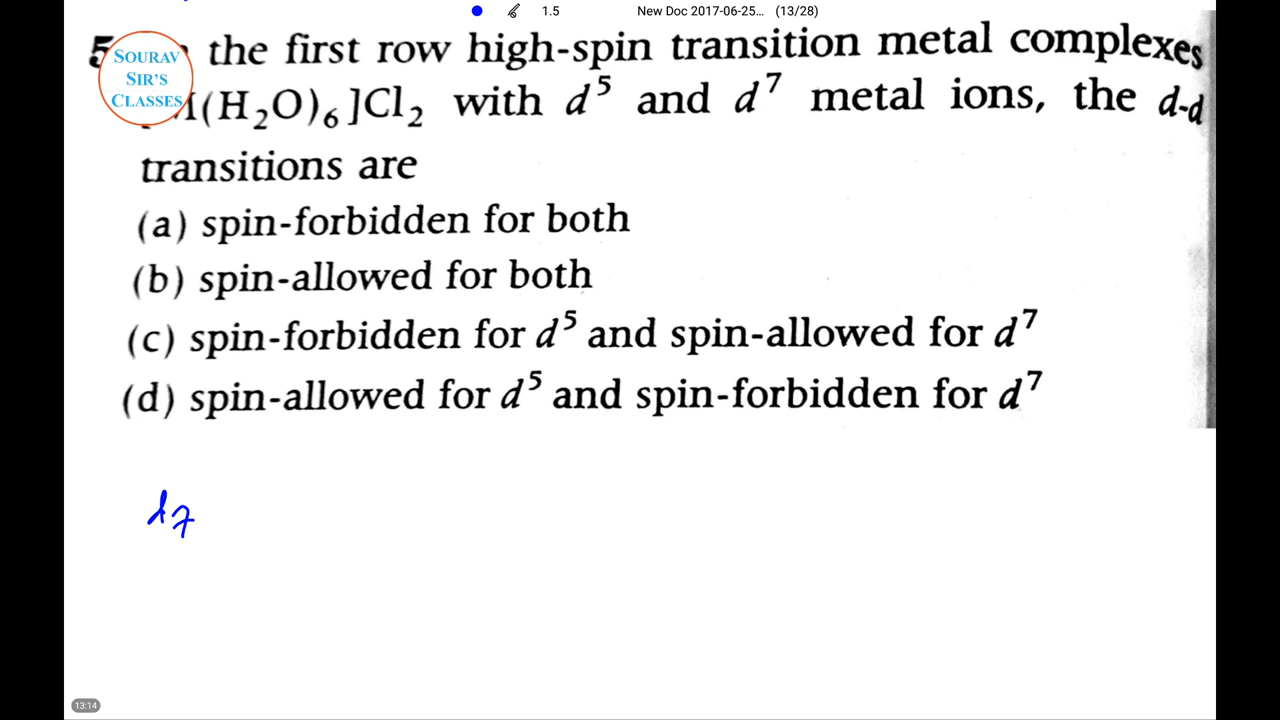 1.5 New Doc 2017-06-25... (13/28)
5 the first row high-spin transition metal complexes
SOURAV
SIR'S
CLASSES
(H₂O)₆]Cl₂ with d⁵ and d⁷ metal ions, the d-d
transitions are
(a) spin-forbidden for both
(b) spin-allowed for both
(c) spin-forbidden for d⁵ and spin-allowed for d⁷
(d) spin-allowed for d⁵ and spin-forbidden for d⁷
d7
13:14